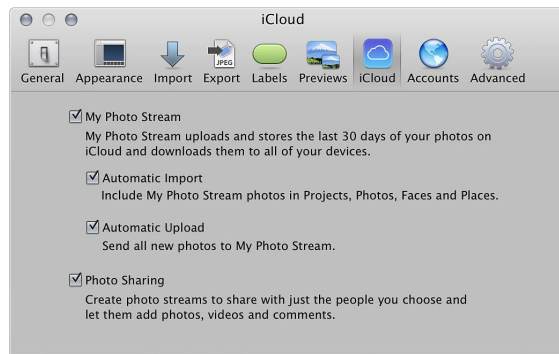 iCloud
JPEG
General Appearance Import Export Labels Previews iCloud Accounts Advanced
My Photo Stream
My Photo Stream uploads and stores the last 30 days of your photos on
iCloud and downloads them to all of your devices.
Automatic Import
Include My Photo Stream photos in Projects, Photos, Faces and Places.
Automatic Upload
Send all new photos to My Photo Stream.
Photo Sharing
Create photo streams to share with just the people you choose and
let them add photos, videos and comments.